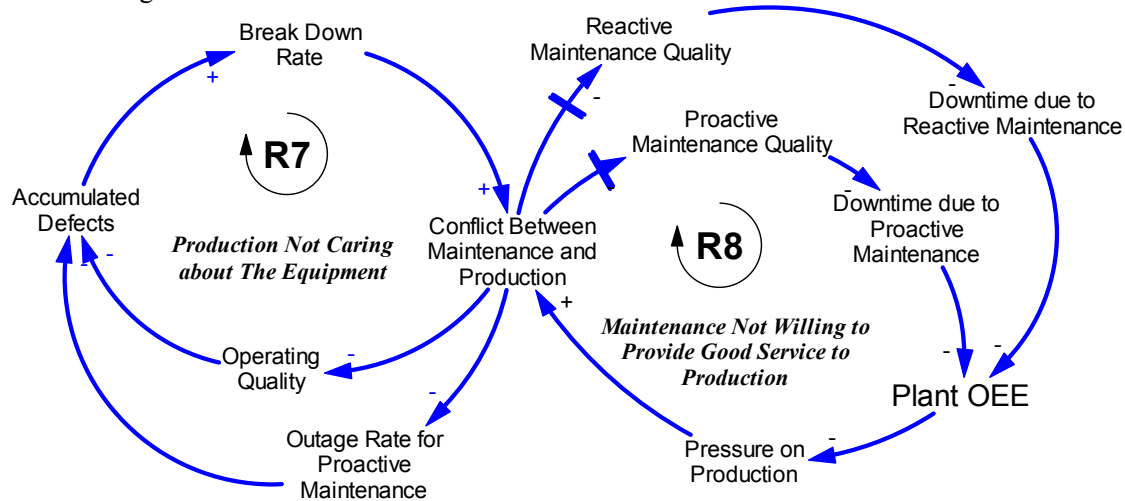 Break Down
Rate
+
R7
Accumulated
Defects
Production Not Caring
about The Equipment
+
Conflict Between
Maintenance and
Production
-
-
Operating
Quality
-
Outage Rate for
Proactive
Maintenance
-
Reactive
Maintenance Quality
-
Proactive
Maintenance Quality
-
-
Downtime due to
Reactive Maintenance
-
Downtime due to
Proactive
Maintenance
R8
+
Maintenance Not Willing to
Provide Good Service to
Production
-
-
Plant OEE
-
Pressure on
Production